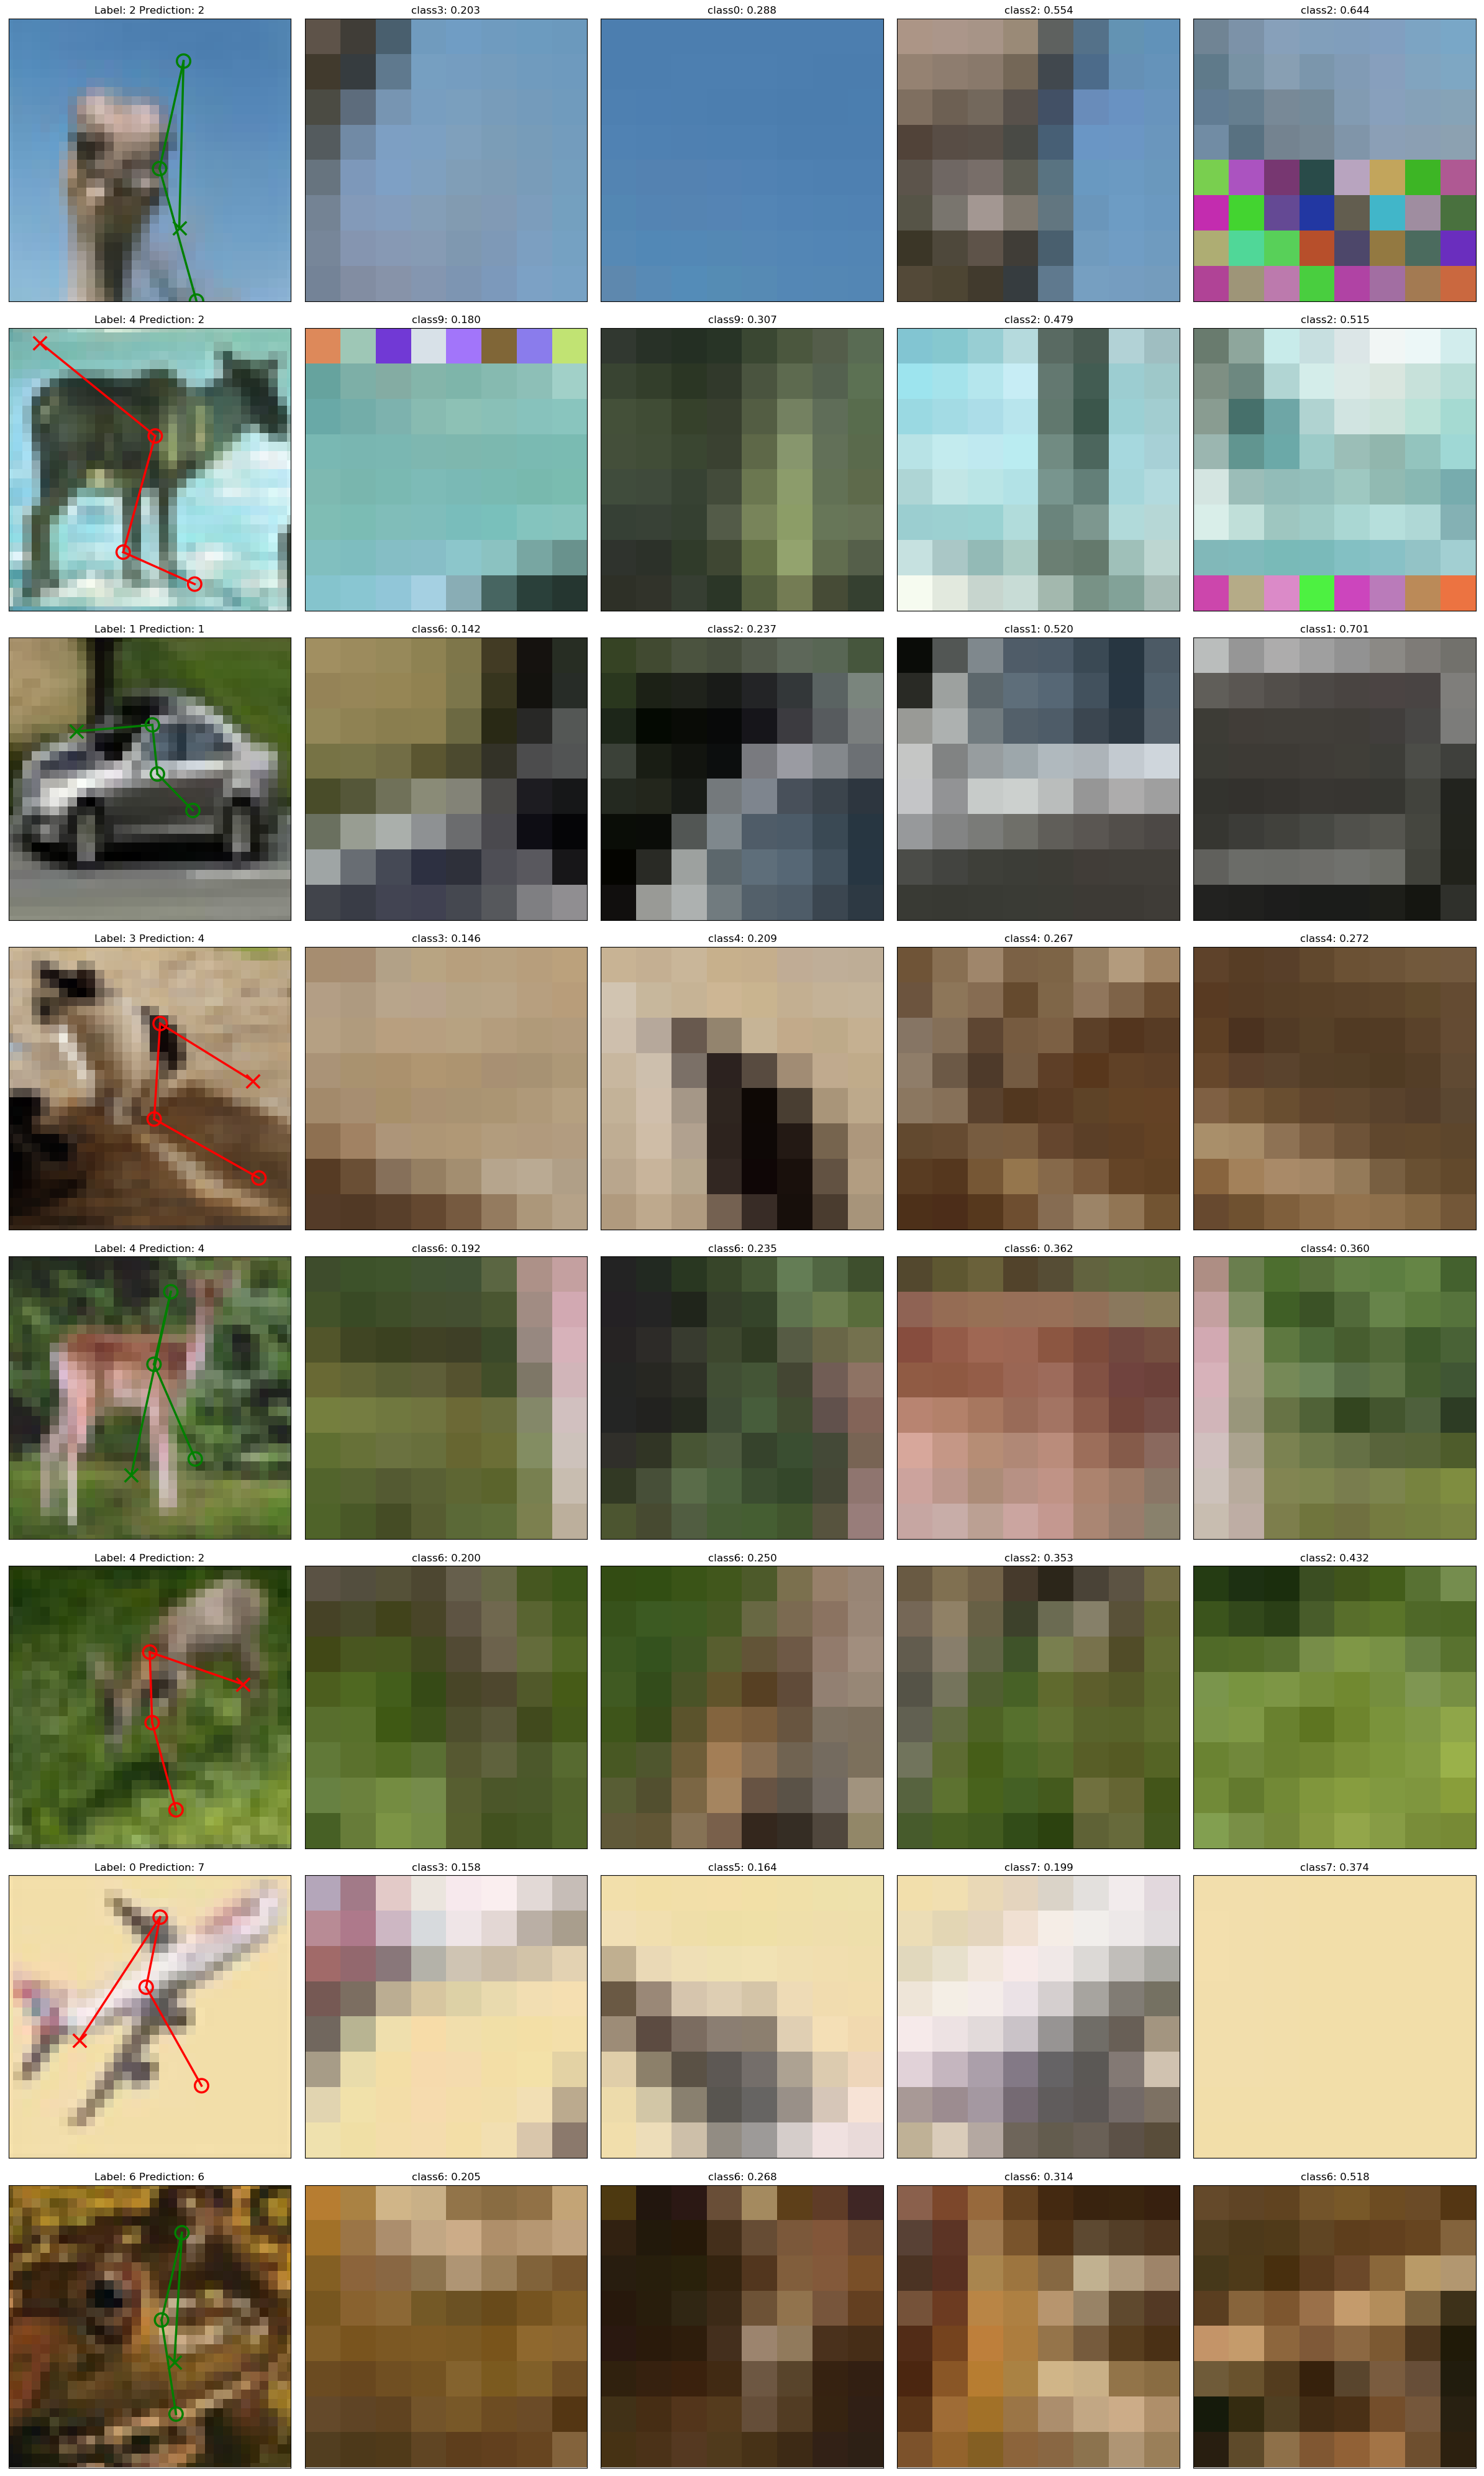 Label: 2 Prediction: 2 class3: 0.203 class0: 0.288 class2: 0.554 class2: 0.644
Label: 4 Prediction: 2 class9: 0.180 class9: 0.307 class2: 0.479 class2: 0.515
Label: 1 Prediction: 1 class6: 0.142 class2: 0.237 class1: 0.520 class1: 0.701
Label: 3 Prediction: 4 class3: 0.146 class4: 0.209 class4: 0.267 class4: 0.272
Label: 4 Prediction: 4 class6: 0.192 class6: 0.235 class6: 0.362 class4: 0.360
Label: 4 Prediction: 2 class6: 0.200 class6: 0.250 class2: 0.353 class2: 0.432
Label: 0 Prediction: 7 class3: 0.158 class5: 0.164 class7: 0.199 class7: 0.374
Label: 6 Prediction: 6 class6: 0.205 class6: 0.268 class6: 0.314 class6: 0.518